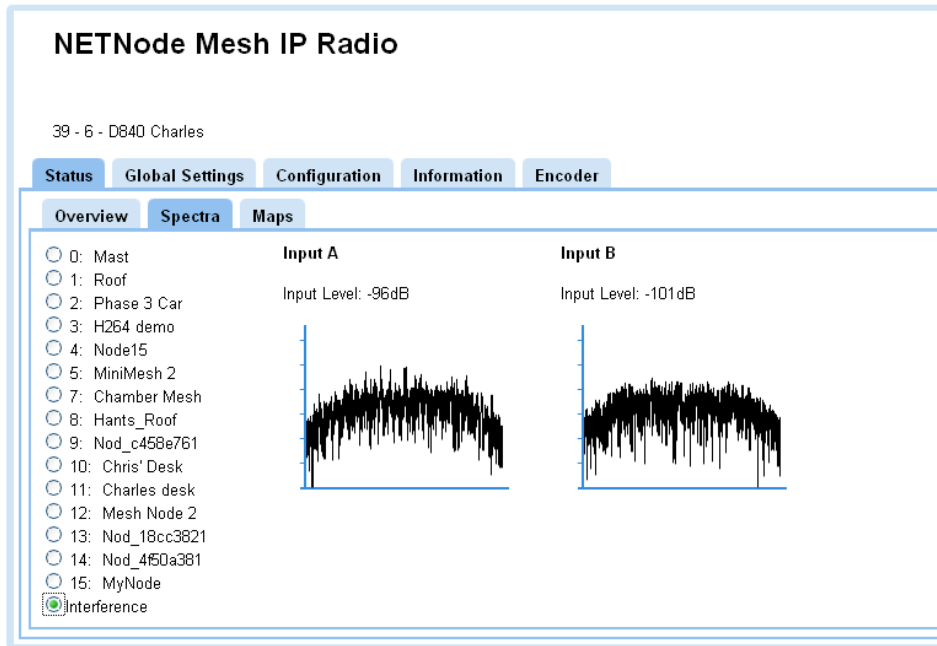 NETNode Mesh IP Radio
39 - 6 - D840 Charles
Status Global Settings Configuration Information Encoder
Overview Spectra Maps
0: Mast
1: Roof
2: Phase 3 Car
3: H264 demo
4: Node15
5: MiniMesh 2
7: Chamber Mesh
8: Hants_Roof
9: Nod_c458e761
10: Chris' Desk
11: Charles desk
12: Mesh Node 2
13: Nod_18cc3821
14: Nod_4f50a381
15: MyNode
Interference
Input A
Input Level: -96dB
Input B
Input Level: -101dB